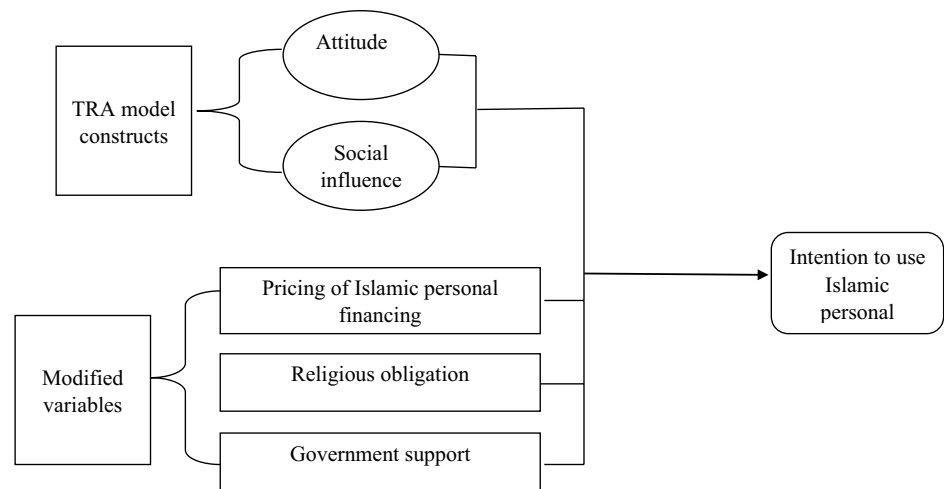 TRA model
constructs
Attitude
Social
influence
Modified
variables
Pricing of Islamic personal
financing
Religious obligation
Government support
Intention to use
Islamic
personal